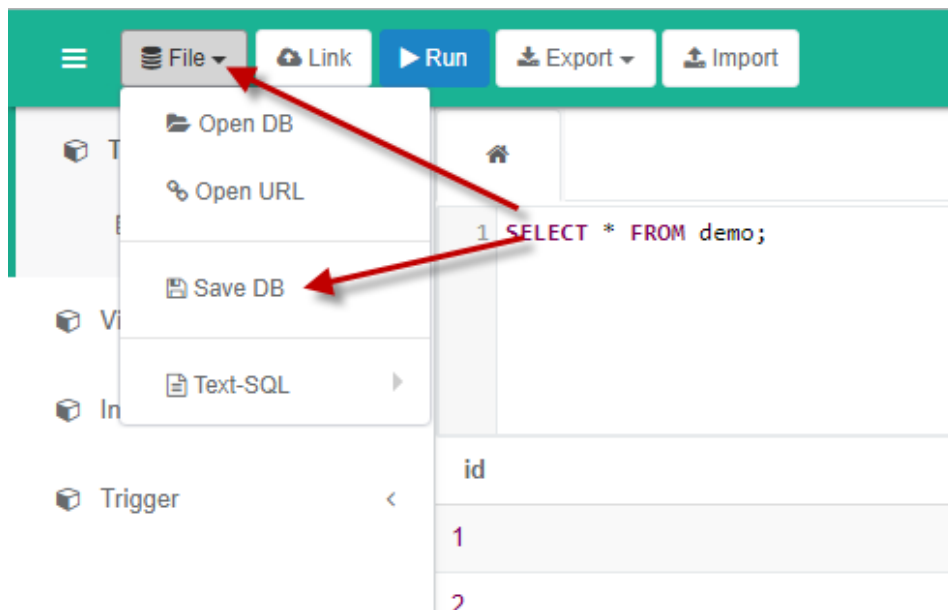 File Link Run Export Import
Open DB
Open URL
Save DB
Text-SQL
Trigger
1 SELECT * FROM demo;
id
1
2